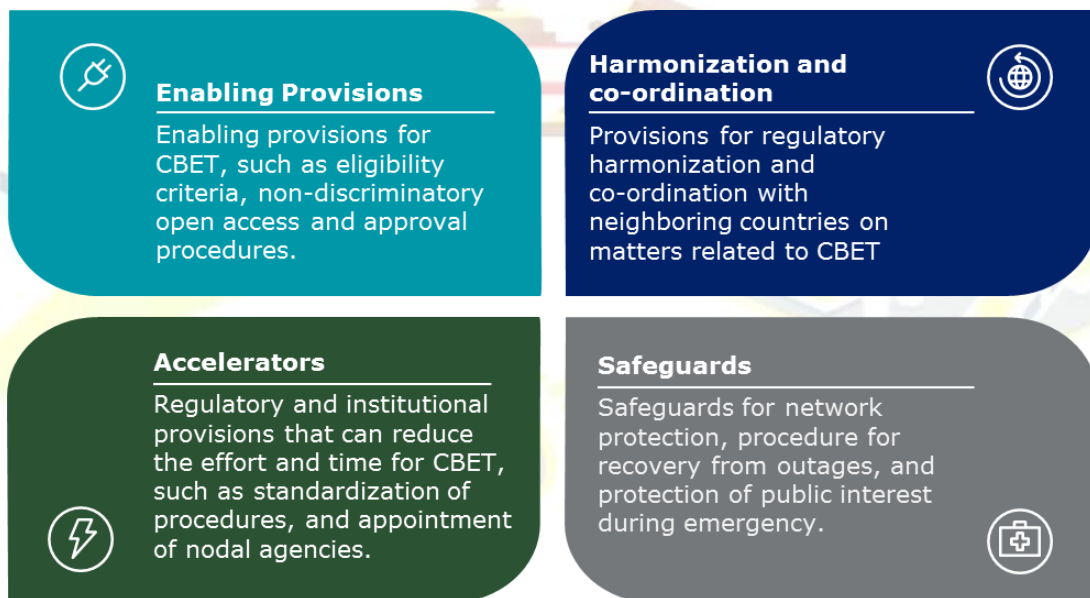 Enabling Provisions
Enabling provisions for
CBET, such as eligibility
criteria, non-discriminatory
open access and approval
procedures.
Harmonization and
co-ordination
Provisions for regulatory
harmonization and
co-ordination with
neighboring countries on
matters related to CBET
Accelerators
Regulatory and institutional
provisions that can reduce
the effort and time for CBET,
such as standardization of
procedures, and appointment
of nodal agencies.
Safeguards
Safeguards for network
protection, procedure for
recovery from outages, and
protection of public interest
during emergency.